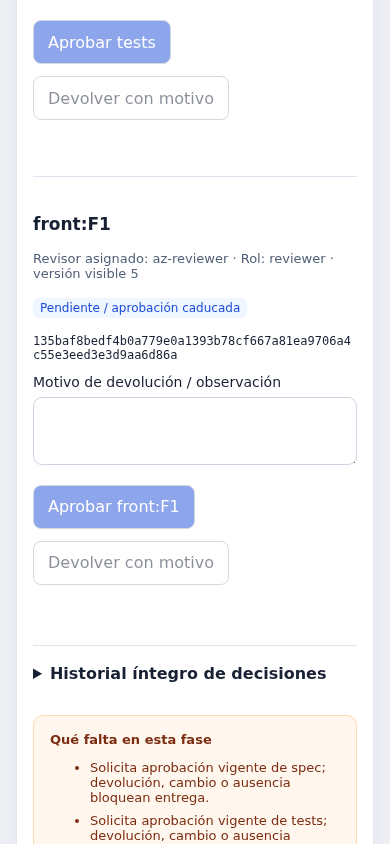 Aprobar tests
Devolver con motivo
front:F1
Revisor asignado: az-reviewer · Rol: reviewer ·
versión visible 5
Pendiente / aprobación caducada
135baf8bedf4b0a779e0a1393b78cf667a81ea9706a4
c55e3eed3e3d9aa6d86a
Motivo de devolución / observación
Aprobar front:F1
Devolver con motivo
Historial íntegro de decisiones
Qué falta en esta fase
• Solicita aprobación vigente de spec;
devolución, cambio o ausencia
bloquean entrega.
• Solicita aprobación vigente de tests;
devolución, cambio o ausencia